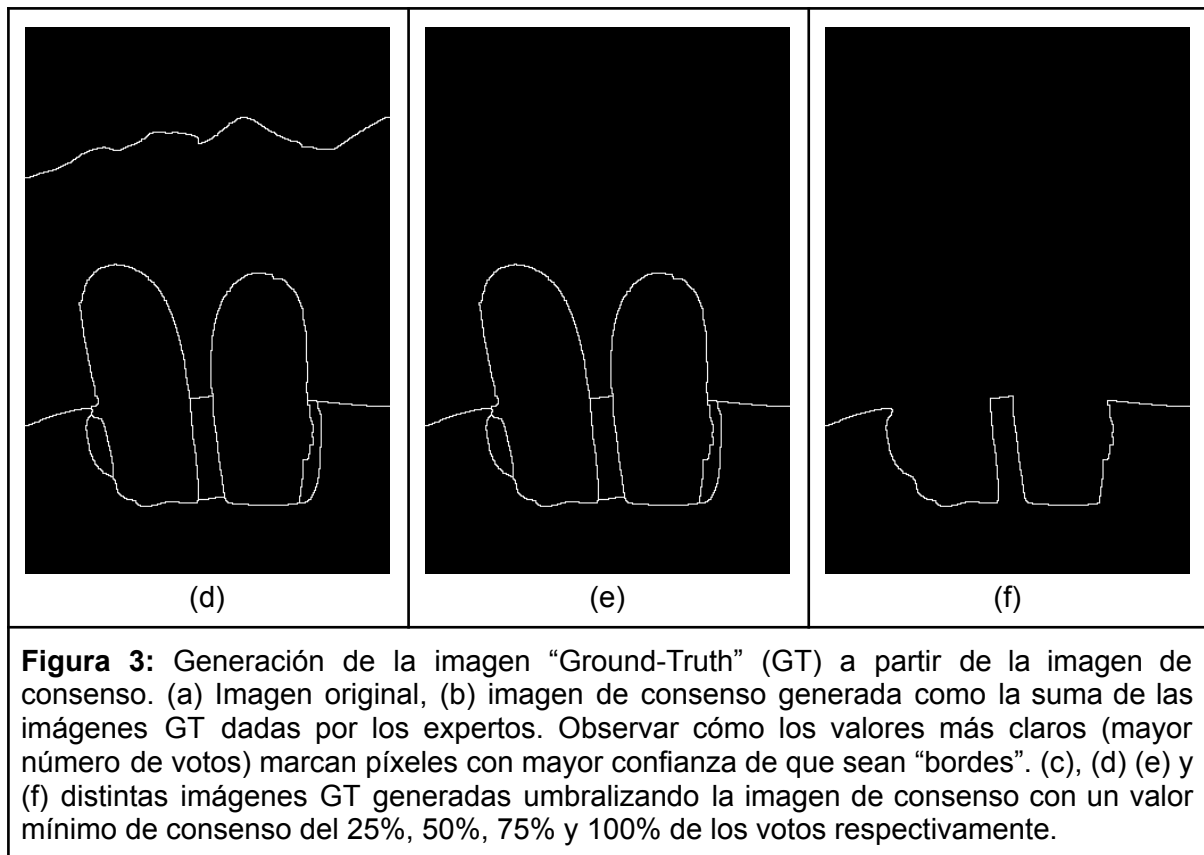 (d) (e) (f)
Figura 3: Generación de la imagen “Ground-Truth” (GT) a partir de la imagen de
consenso. (a) Imagen original, (b) imagen de consenso generada como la suma de las
imágenes GT dadas por los expertos. Observar cómo los valores más claros (mayor
número de votos) marcan píxeles con mayor confianza de que sean “bordes”. (c), (d) (e) y
(f) distintas imágenes GT generadas umbralizando la imagen de consenso con un valor
mínimo de consenso del 25%, 50%, 75% y 100% de los votos respectivamente.